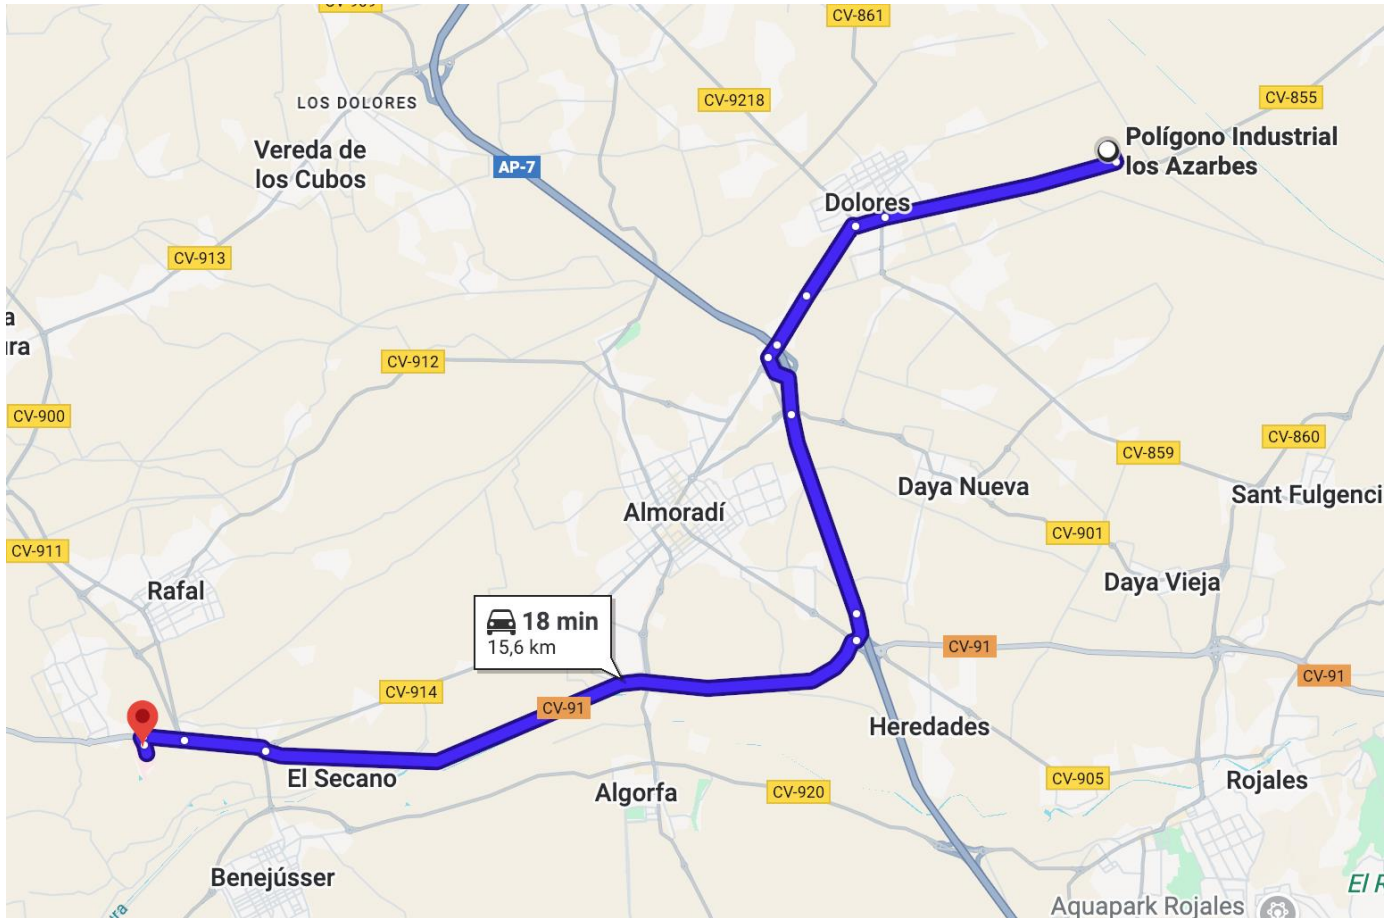 CV-861
CV-855
CV-9218
LOS DOLORES
Polígono Industrial
los Azarbes
Vereda de
los Cubos
AP-7
Dolores
CV-913
CV-912
CV-900
CV-860
CV-859
Daya Nueva
Sant Fulgenci
Almoradí
CV-901
CV-911
Rafal
Daya Vieja
18 min
15,6 km
CV-91
CV-91
CV-914
CV-91
Heredades
El Secano
Algorfa
CV-920
CV-905
Rojales
Benejússer
Aquapark Rojales